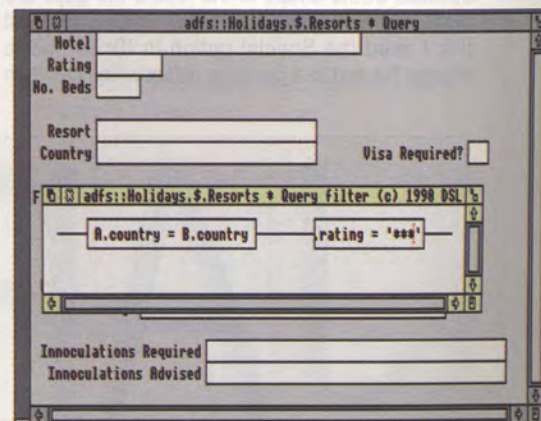 adfs::Holidays.$.Resorts * Query
Hotel
Rating
No. Beds
Resort
Country
Visa Required?
F
adfs::Holidays.$.Resorts * Query filter (c) 1990 DSL
A.country = B.country
.rating = '***'
Innoculations Required
Innoculations Advised